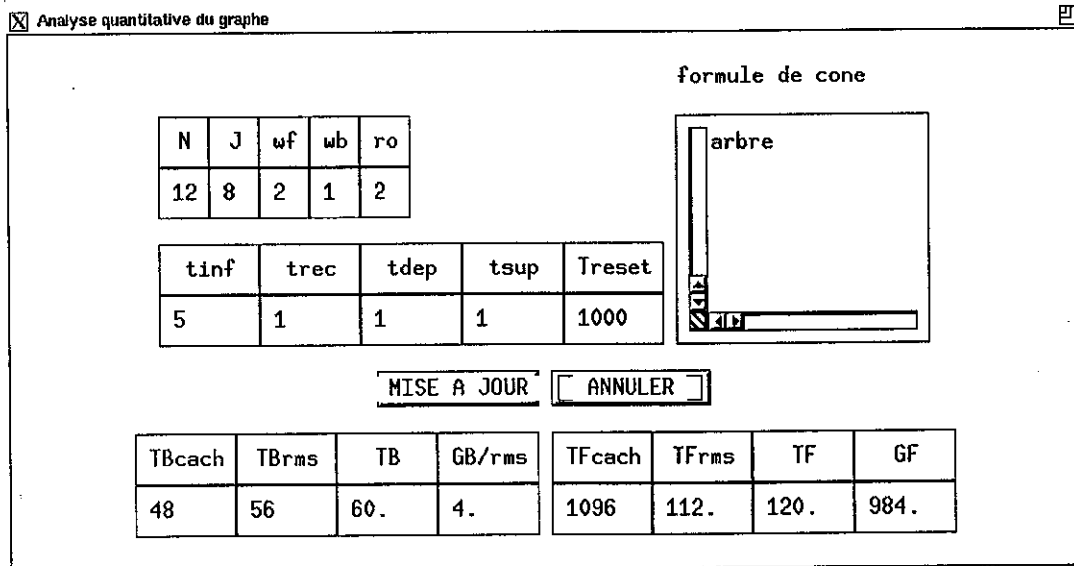 Analyse quantitative du graphe
formule de cone
N J wf wb ro
12 8 2 1 2
arbre
tinf trec tdep tsup Treset
5 1 1 1 1000
MISE A JOUR ANNULER
TBcach TBrms TB GB/rms TFcach TFrms TF GF
48 56 60. 4. 1096 112. 120. 984.